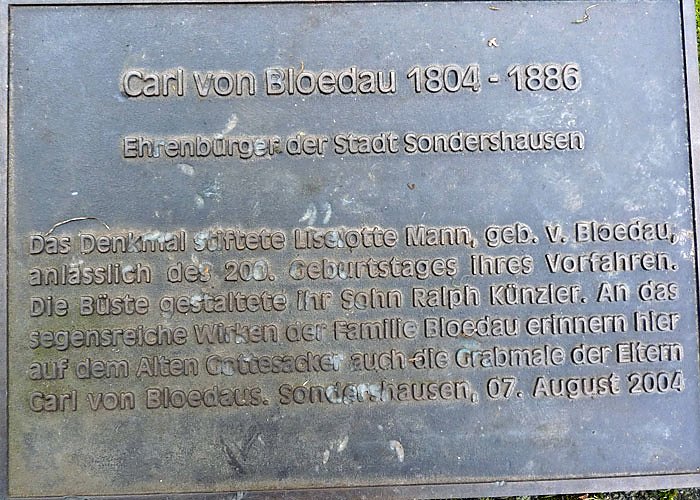 Carl von Bloedau 1804 - 1886
Ehrenbürger der Stadt Sondershausen
Das Denkmal stiftete Liselotte Mann, geb. v. Bloedau,
anlässlich des 200. Geburtstages ihres Vorfahren.
Die Büste gestaltete ihr Sohn Ralph Künzler. An das
segensreiche Wirken der Familie Bloedau erinnern hier
auf dem Alten Gottesacker auch die Grabmale der Eltern
Carl von Bloedaus. Sondershausen, 07. August 2004